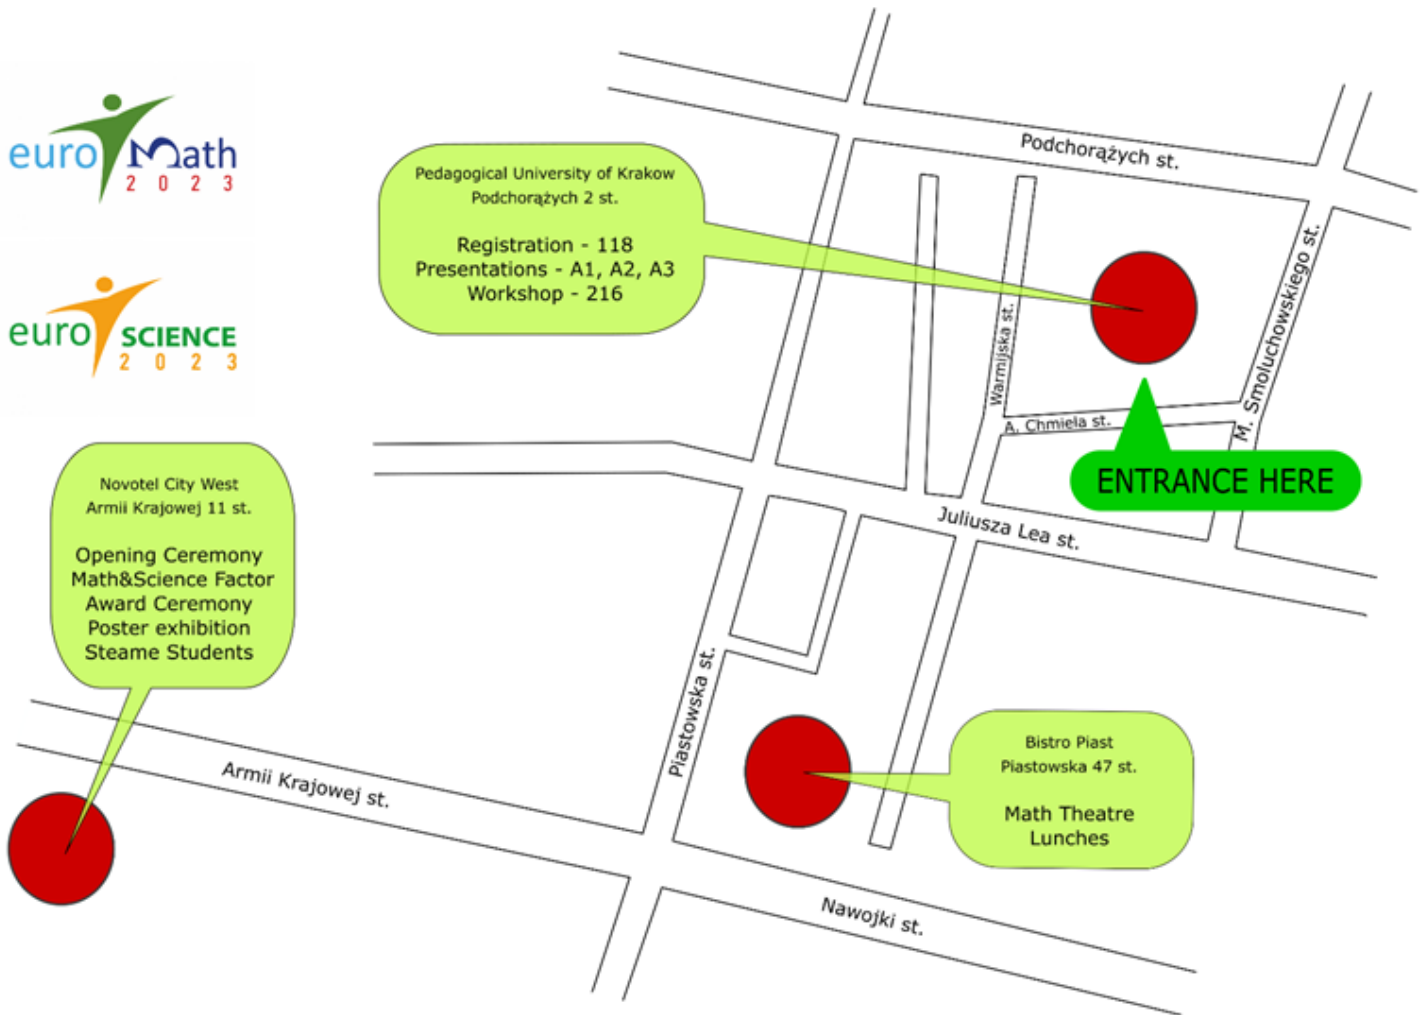 euro Math
2 0 2 3
euro SCIENCE
2 0 2 3
Pedagogical University of Krakow
Podchorążych 2 st.
Registration - 118
Presentations - A1, A2, A3
Workshop - 216
Podchorążych st.
M. Smoluchowskiego st.
Warmijska st.
A. Chmiela st.
ENTRANCE HERE
Juliusza Lea st.
Novotel City West
Armii Krajowej 11 st.
Opening Ceremony
Math&Science Factor
Award Ceremony
Poster exhibition
Steame Students
Piastowska st.
Armii Krajowej st.
Bistro Piast
Piastowska 47 st.
Math Theatre
Lunches
Nawojki st.